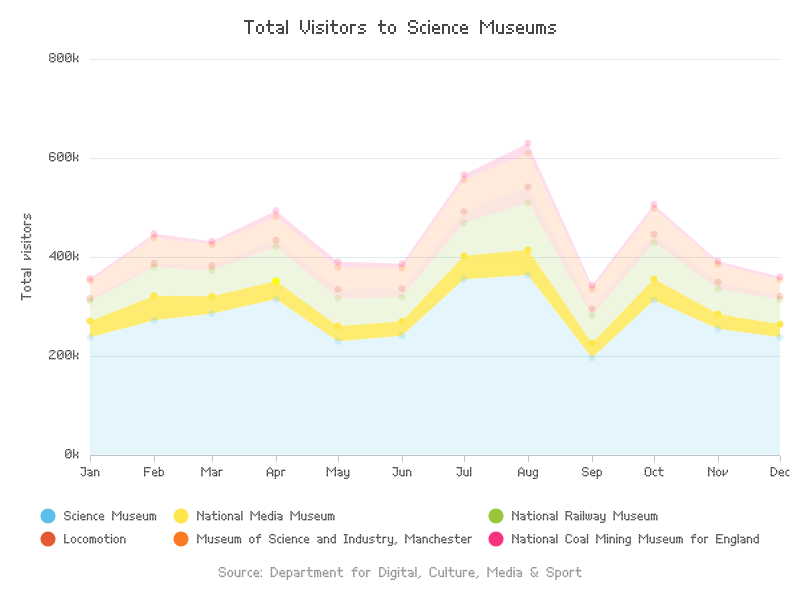 Total Visitors to Science Museums
Total visitors
800k
600k
400k
200k
0k
Jan Feb Mar Apr May Jun Jul Aug Sep Oct Nov Dec
Science Museum National Media Museum National Railway Museum
Locomotion Museum of Science and Industry, Manchester National Coal Mining Museum for England
Source: Department for Digital, Culture, Media & Sport